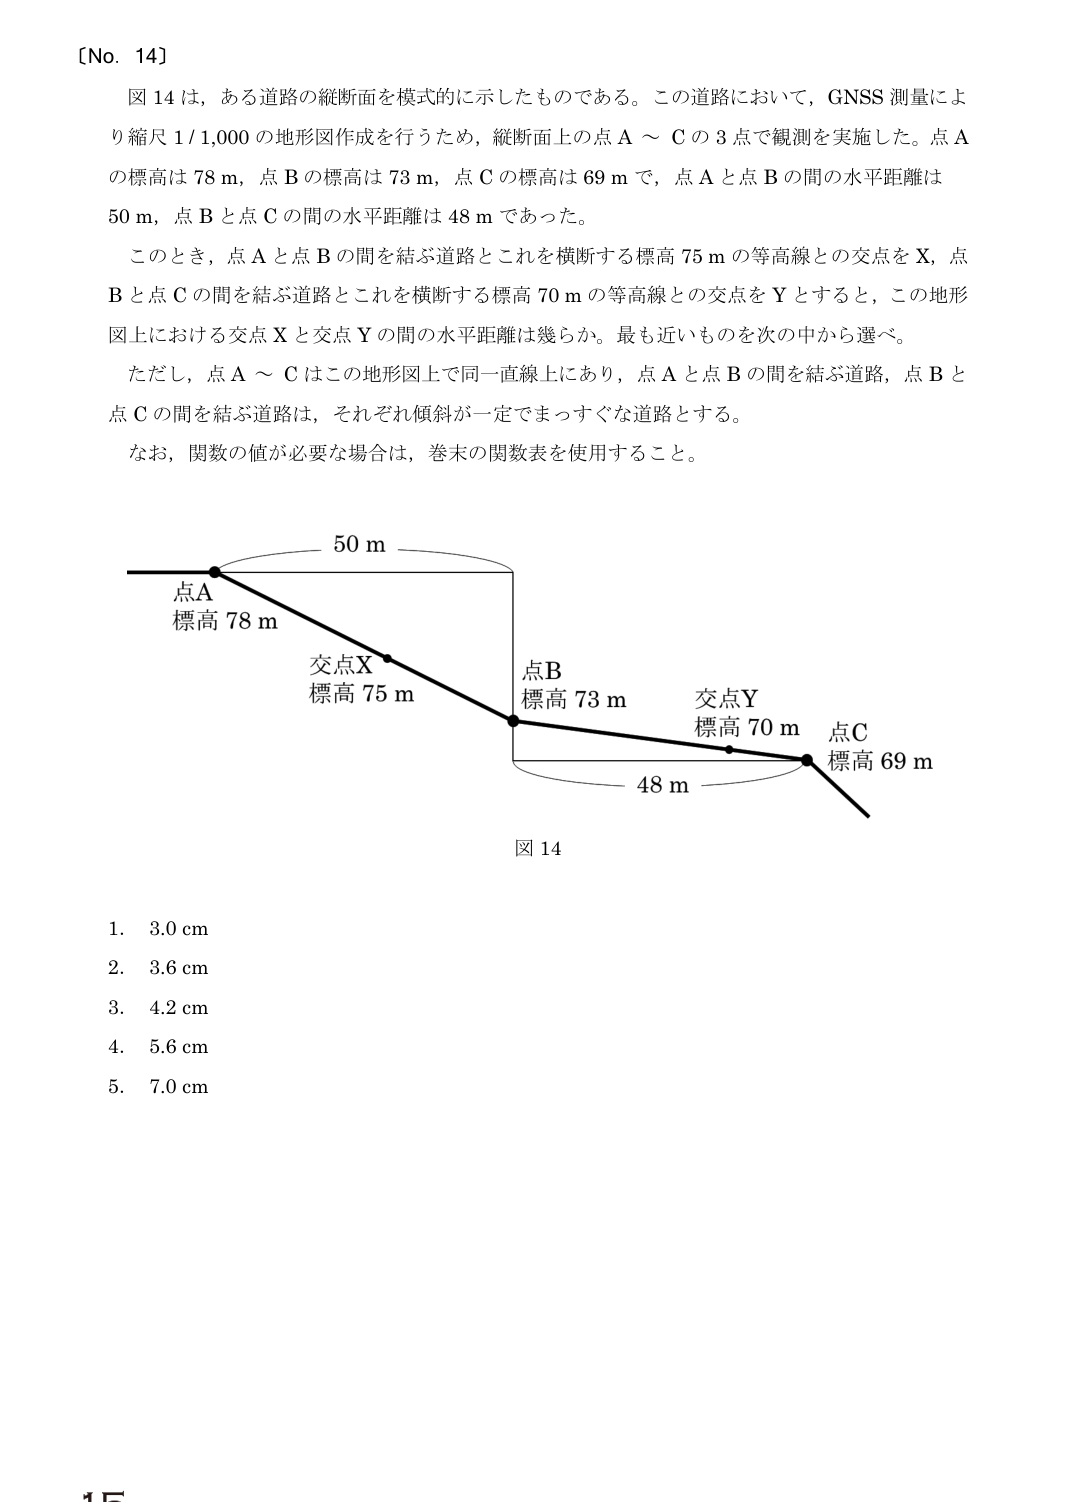 〔No. 14〕
図 14 は，ある道路の縦断面を模式的に示したものである。この道路において，GNSS 測量によ
り縮尺 1 / 1,000 の地形図作成を行うため，縦断面上の点 A ～ C の 3 点で観測を実施した。点 A
の標高は 78 m，点 B の標高は 73 m，点 C の標高は 69 m で，点 A と点 B の間の水平距離は
50 m，点 B と点 C の間の水平距離は 48 m であった。
このとき，点 A と点 B の間を結ぶ道路とこれを横断する標高 75 m の等高線との交点を X，点
B と点 C の間を結ぶ道路とこれを横断する標高 70 m の等高線との交点を Y とすると，この地形
図上における交点 X と交点 Y の間の水平距離は幾らか。最も近いものを次の中から選べ。
ただし，点 A ～ C はこの地形図上で同一直線上にあり，点 A と点 B の間を結ぶ道路，点 B と
点 C の間を結ぶ道路は，それぞれ傾斜が一定でまっすぐな道路とする。
なお，関数の値が必要な場合は，巻末の関数表を使用すること。
50 m
点A
標高 78 m
交点X
標高 75 m
点B
標高 73 m
交点Y
標高 70 m
点C
標高 69 m
48 m
図 14
1. 3.0 cm
2. 3.6 cm
3. 4.2 cm
4. 5.6 cm
5. 7.0 cm